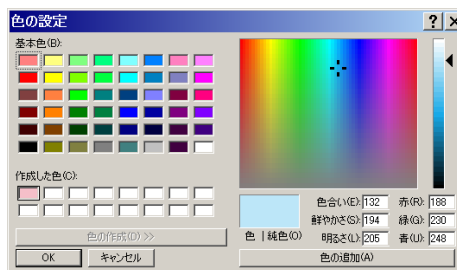 色の設定
基本色(B):
作成した色(C):
色の作成(D) >>
OK
キャンセル
色 | 純色(O)
色合い(E): 132
鮮やかさ(S): 194
明るさ(L): 205
赤(R): 188
緑(G): 230
青(U): 248
色の追加(A)